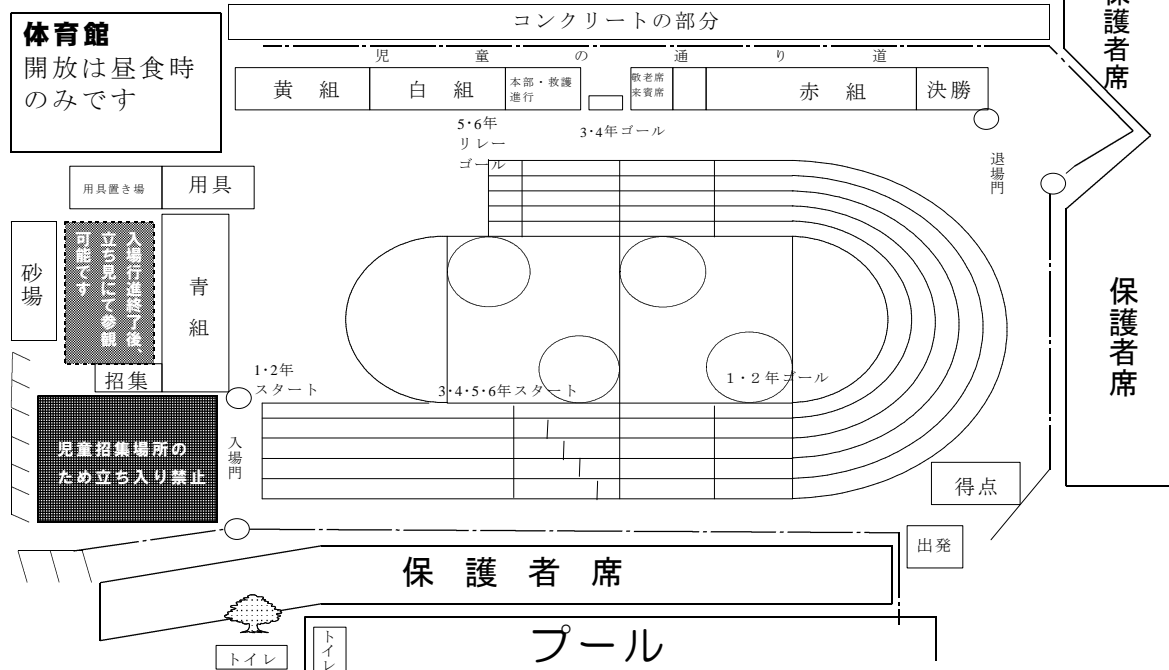 コンクリートの部分
保護者席
体育館
開放は昼食時
のみです
児童の通り道
黄 組
白 組
本部・救護
進行
敬老席
来賓席
赤 組
決勝
5・6年
リレー
ゴール
3・4年ゴール
退場門
用具置き場
用具
砂場
入場行進終了後、
立ち見にて参観
可能です
青組
招集
1・2年
スタート
3・4・5・6年スタート
1・2年ゴール
保護者席
児童招集場所の
ため立ち入り禁止
入場門
得点
出発
保護者席
プール
トイレ
トイレ